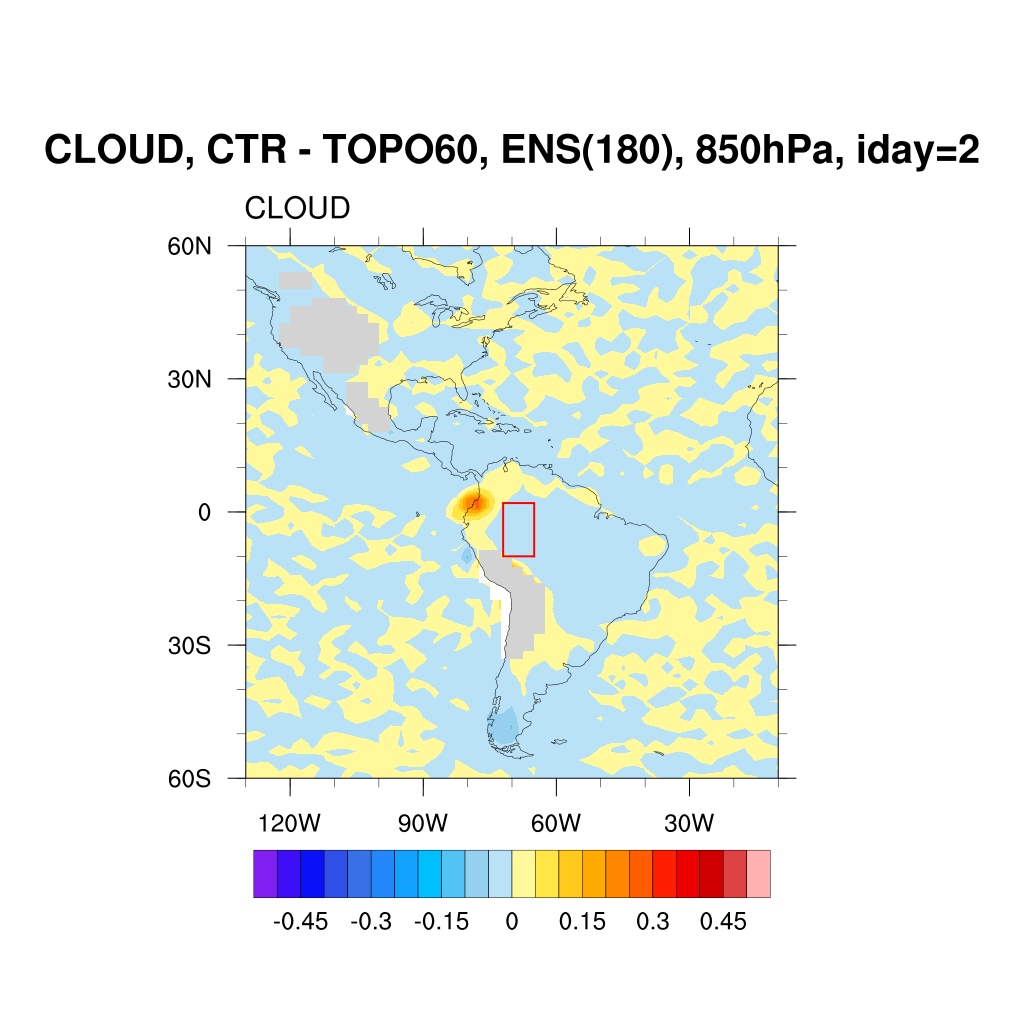 CLOUD, CTR - TOPO60, ENS(180), 850hPa, iday=2
CLOUD
60N
30N
0
30S
60S
120W 90W 60W 30W
-0.45 -0.3 -0.15 0 0.15 0.3 0.45